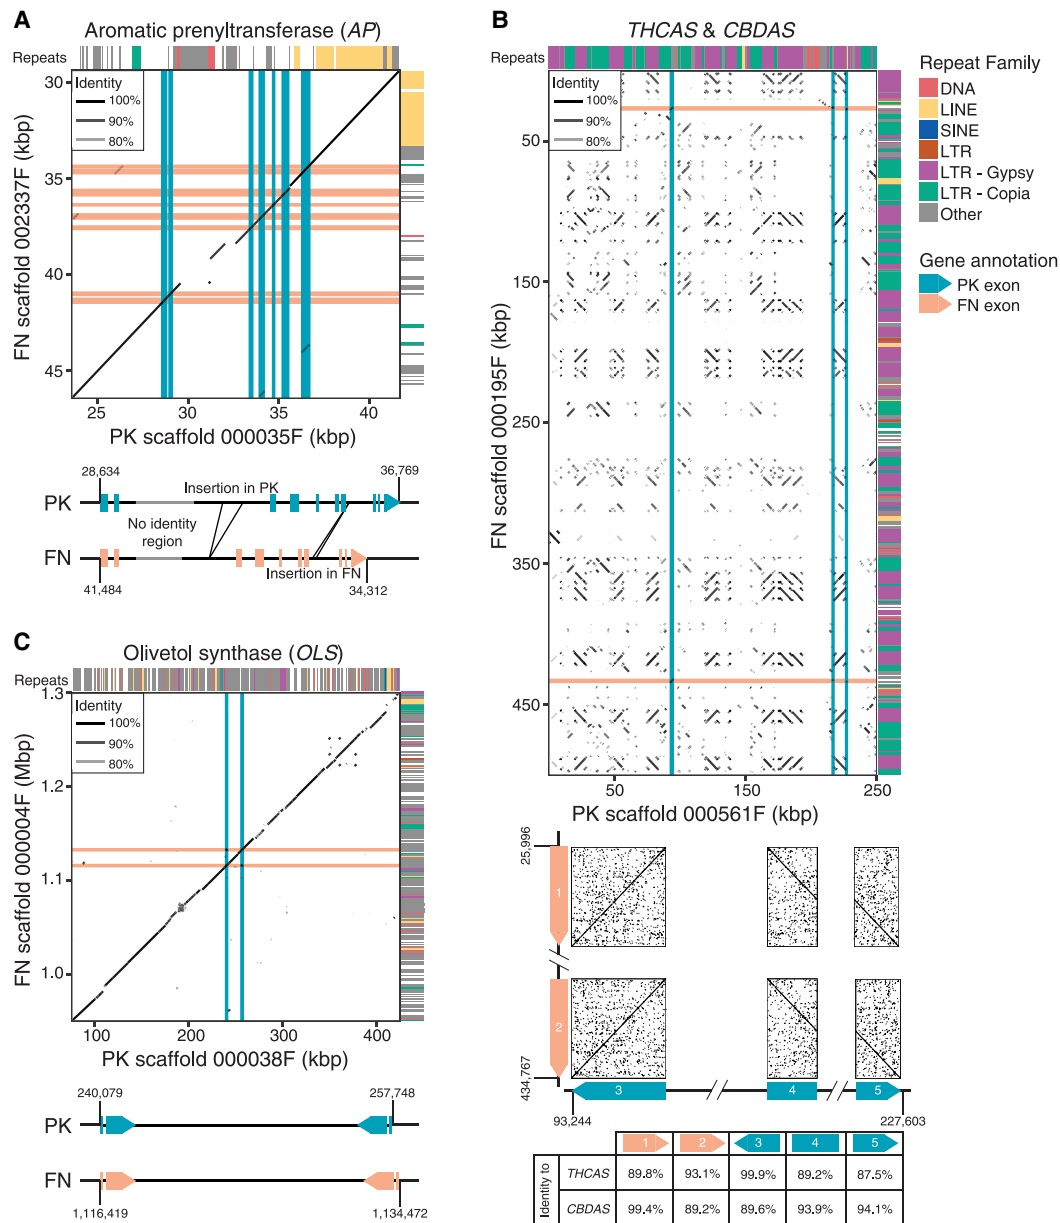 A
Aromatic prenyltransferase (AP)
Repeats
Identity
100%
90%
80%
30
35
40
45
FN scaffold 002337F (kbp)
25
30
35
40
PK scaffold 000035F (kbp)
28,634
36,769
Insertion in PK
PK
No identity
region
FN
Insertion in FN
41,484
34,312
B
THCAS & CBDAS
Repeats
Identity
100%
90%
80%
50
150
250
350
450
FN scaffold 000195F (kbp)
50
150
250
PK scaffold 000561F (kbp)
Repeat Family
DNA
LINE
SINE
LTR
LTR - Gypsy
LTR - Copia
Other
Gene annotation
PK exon
FN exon
25,996
1
2
434,767
3
4
5
93,244
227,603
1
2
3
4
5
Identity to
THCAS
89.8%
93.1%
99.9%
89.2%
87.5%
CBDAS
99.4%
89.2%
89.6%
93.9%
94.1%
C
Olivetol synthase (OLS)
Repeats
Identity
100%
90%
80%
1.3
1.2
1.1
1.0
FN scaffold 000004F (Mbp)
100
200
300
400
PK scaffold 000038F (kbp)
240,079
257,748
PK
FN
1,116,419
1,134,472